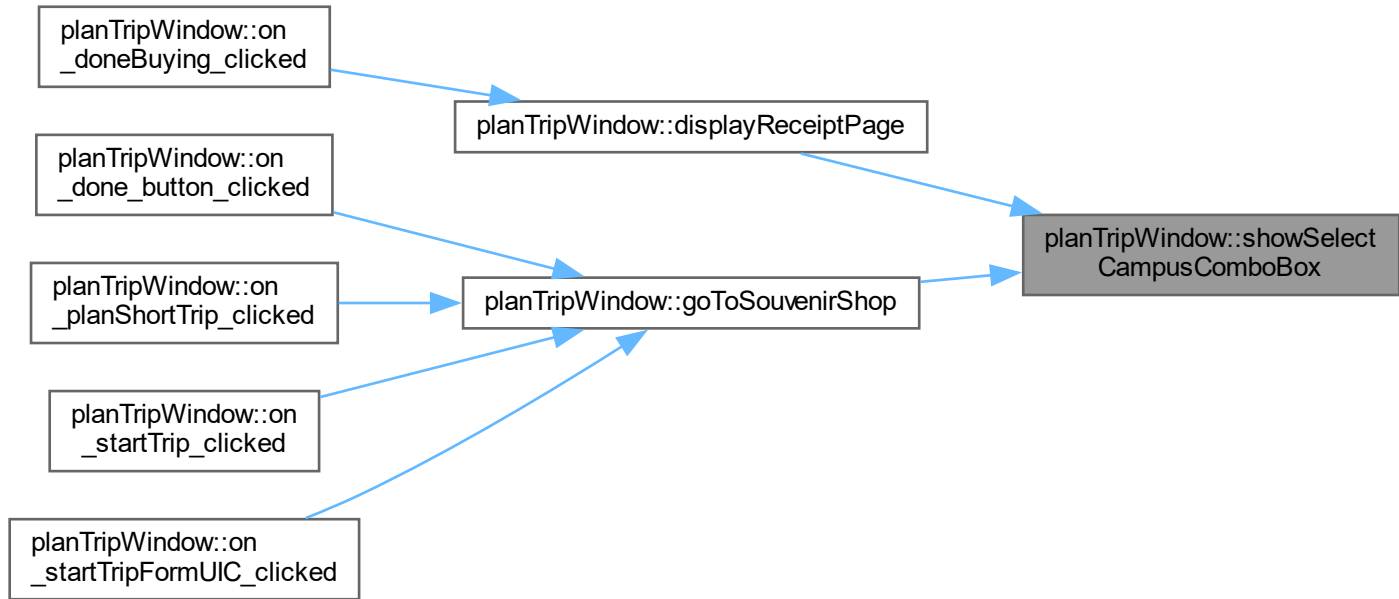 planTripWindow::on
_doneBuying_clicked
planTripWindow::displayReceiptPage
planTripWindow::on
_done_button_clicked
planTripWindow::showSelect
CampusComboBox
planTripWindow::on
_planShortTrip_clicked
planTripWindow::goToSouvenirShop
planTripWindow::on
_startTrip_clicked
planTripWindow::on
_startTripFormUIC_clicked